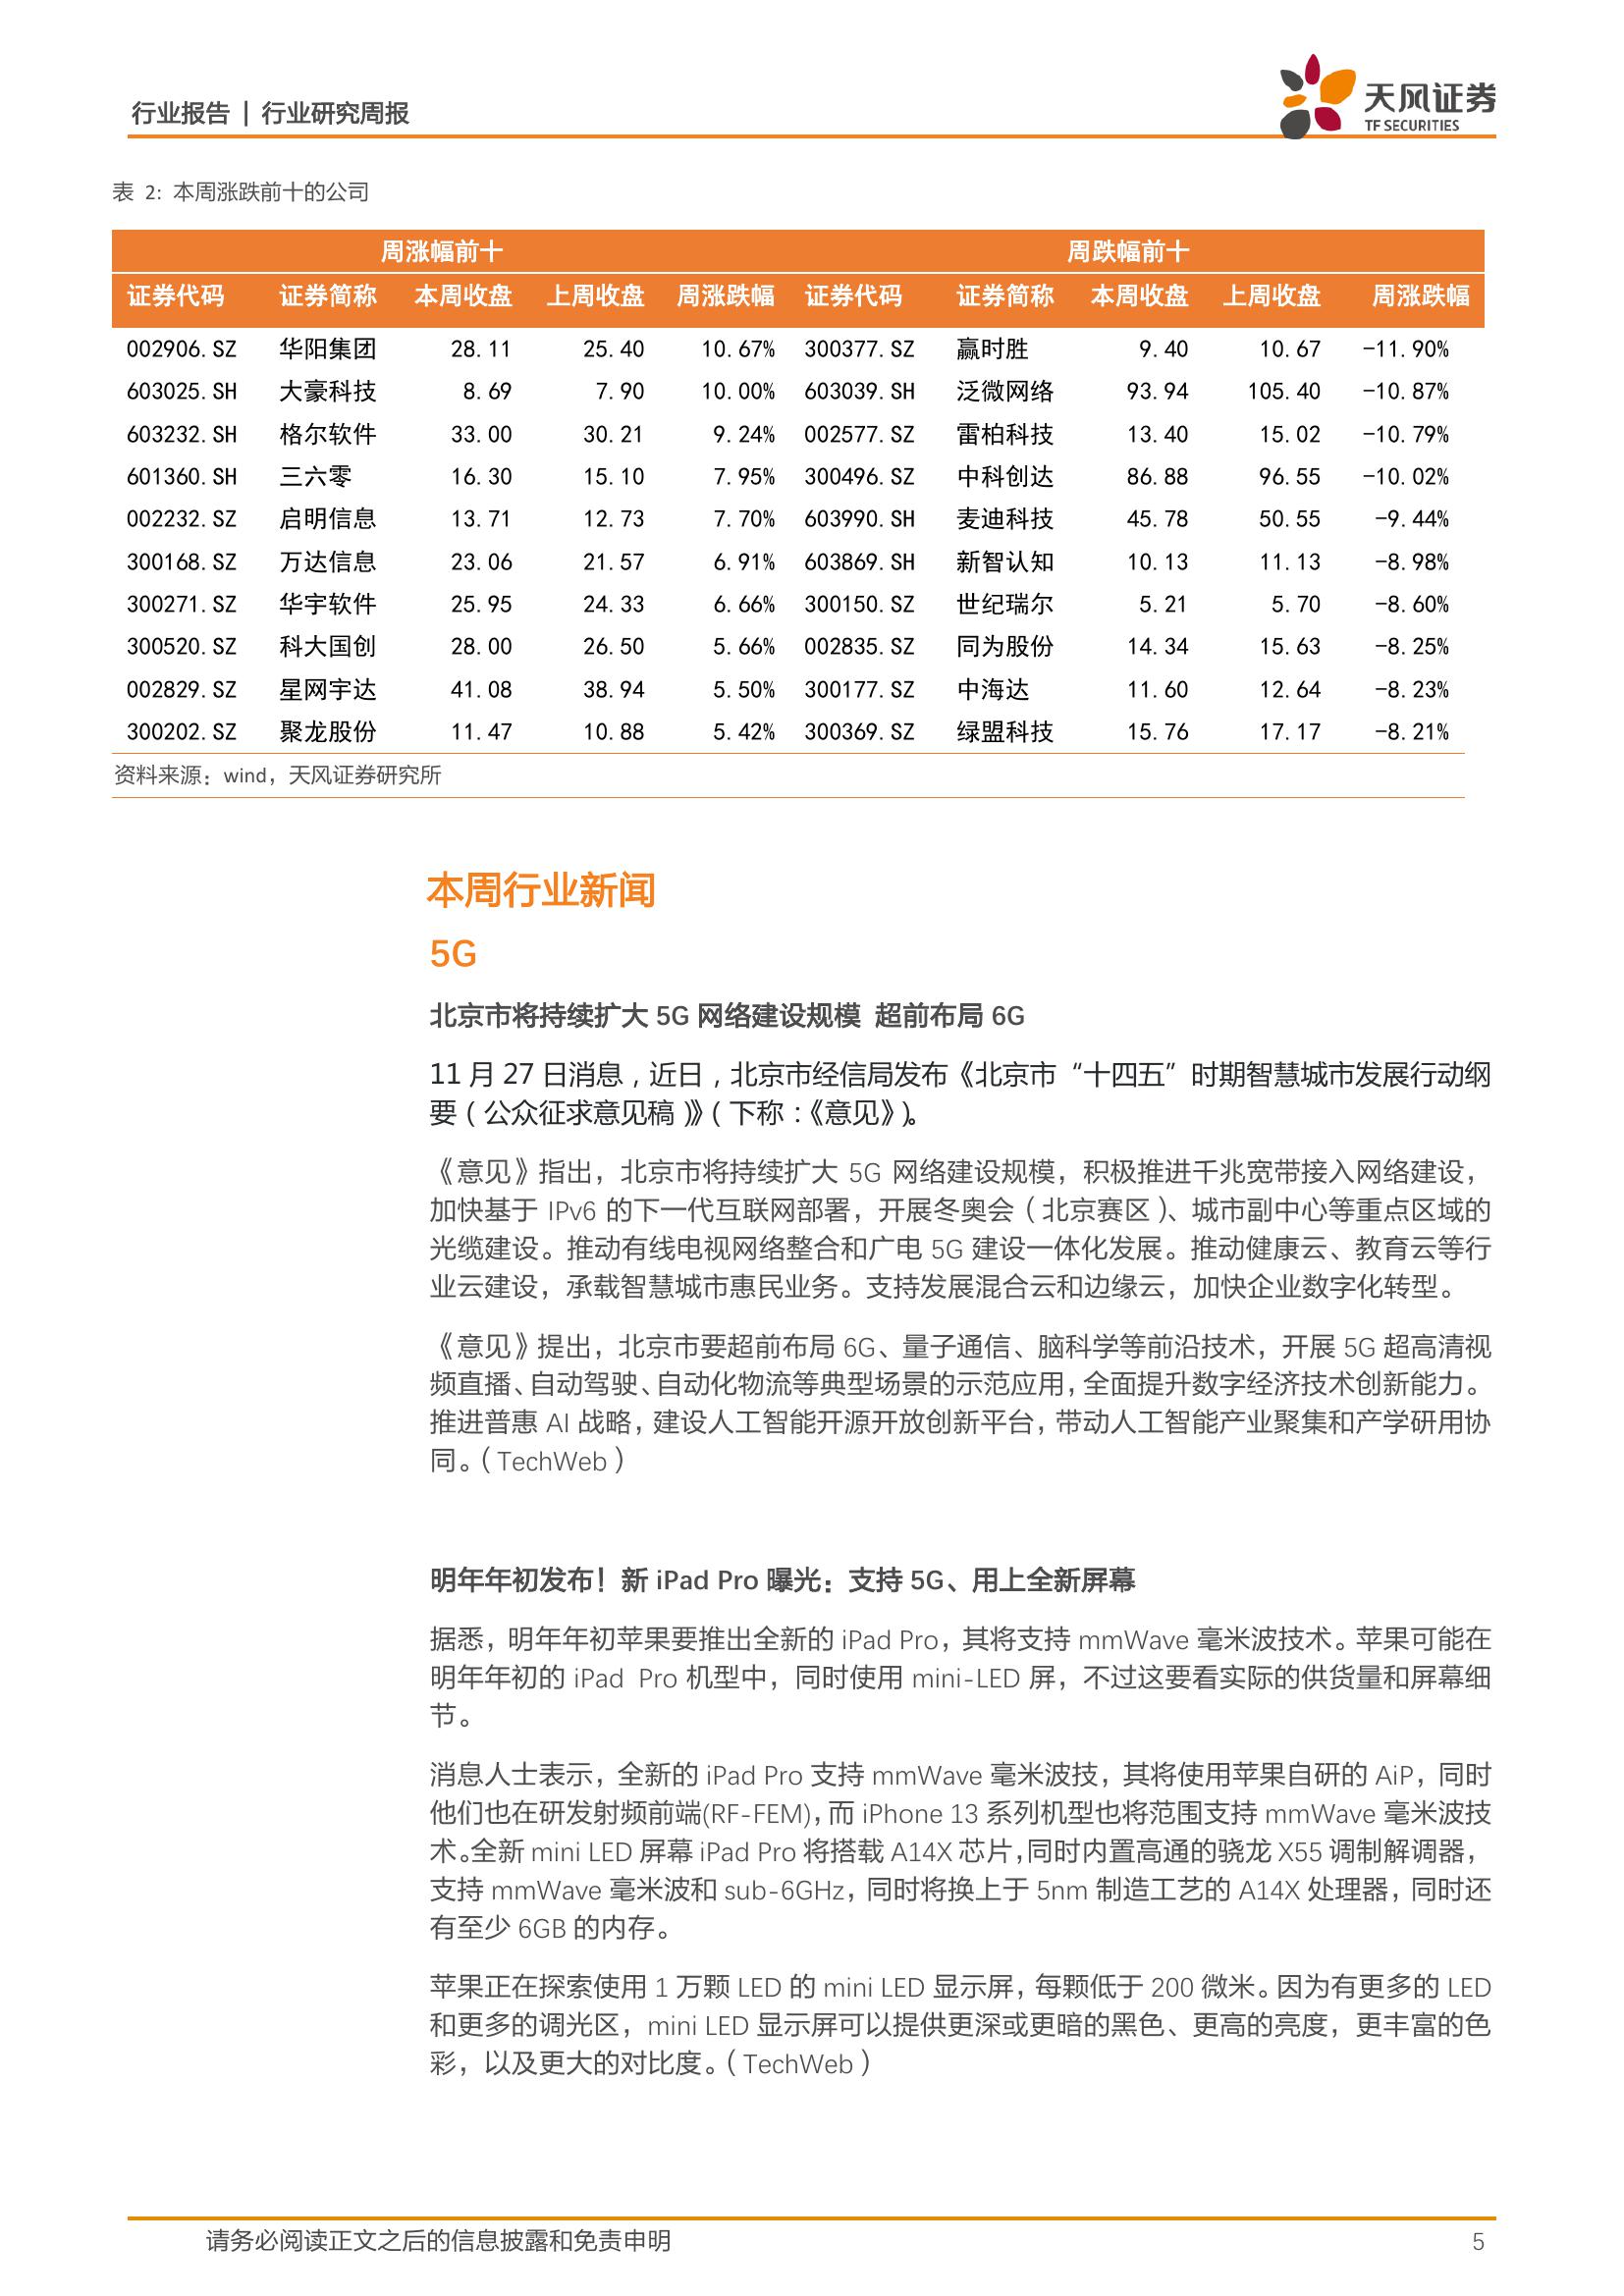 行业报告 | 行业研究周报
天风证券
TF SECURITIES
表 2: 本周涨跌前十的公司
周涨幅前十 周跌幅前十
证券代码 证券简称 本周收盘 上周收盘 周涨跌幅 证券代码 证券简称 本周收盘 上周收盘 周涨跌幅
002906.SZ 华阳集团 28.11 25.40 10.67% 300377.SZ 赢时胜 9.40 10.67 -11.90%
603025.SH 大豪科技 8.69 7.90 10.00% 603039.SH 泛微网络 93.94 105.40 -10.87%
603232.SH 格尔软件 33.00 30.21 9.24% 002577.SZ 雷柏科技 13.40 15.02 -10.79%
601360.SH 三六零 16.30 15.10 7.95% 300496.SZ 中科创达 86.88 96.55 -10.02%
002232.SZ 启明信息 13.71 12.73 7.70% 603990.SH 麦迪科技 45.78 50.55 -9.44%
300168.SZ 万达信息 23.06 21.57 6.91% 603869.SH 新智认知 10.13 11.13 -8.98%
300271.SZ 华宇软件 25.95 24.33 6.66% 300150.SZ 世纪瑞尔 5.21 5.70 -8.60%
300520.SZ 科大国创 28.00 26.50 5.66% 002835.SZ 同为股份 14.34 15.63 -8.25%
002829.SZ 星网宇达 41.08 38.94 5.50% 300177.SZ 中海达 11.60 12.64 -8.23%
300202.SZ 聚龙股份 11.47 10.88 5.42% 300369.SZ 绿盟科技 15.76 17.17 -8.21%
资料来源：wind，天风证券研究所
本周行业新闻
5G
北京市将持续扩大 5G 网络建设规模 超前布局 6G
11 月 27 日消息，近日，北京市经信局发布《北京市“十四五”时期智慧城市发展行动纲
要（公众征求意见稿）》（下称：《意见》）。
《意见》指出，北京市将持续扩大 5G 网络建设规模，积极推进千兆宽带接入网络建设，
加快基于 IPv6 的下一代互联网部署，开展冬奥会（北京赛区）、城市副中心等重点区域的
光缆建设。推动有线电视网络整合和广电 5G 建设一体化发展。推动健康云、教育云等行
业云建设，承载智慧城市惠民业务。支持发展混合云和边缘云，加快企业数字化转型。
《意见》提出，北京市要超前布局 6G、量子通信、脑科学等前沿技术，开展 5G 超高清视
频直播、自动驾驶、自动化物流等典型场景的示范应用，全面提升数字经济技术创新能力。
推进普惠 AI 战略，建设人工智能开源开放创新平台，带动人工智能产业聚集和产学研用协
同。（TechWeb）
明年年初发布！新 iPad Pro 曝光：支持 5G、用上全新屏幕
据悉，明年年初苹果要推出全新的 iPad Pro，其将支持 mmWave 毫米波技术。苹果可能在
明年年初的 iPad Pro 机型中，同时使用 mini-LED 屏，不过这要看实际的供货量和屏幕细
节。
消息人士表示，全新的 iPad Pro 支持 mmWave 毫米波技，其将使用苹果自研的 AiP，同时
他们也在研发射频前端(RF-FEM)，而 iPhone 13 系列机型也将范围支持 mmWave 毫米波技
术。全新 mini LED 屏幕 iPad Pro 将搭载 A14X 芯片，同时内置高通的骁龙 X55 调制解调器，
支持 mmWave 毫米波和 sub-6GHz，同时将换上于 5nm 制造工艺的 A14X 处理器，同时还
有至少 6GB 的内存。
苹果正在探索使用 1 万颗 LED 的 mini LED 显示屏，每颗低于 200 微米。因为有更多的 LED
和更多的调光区，mini LED 显示屏可以提供更深或更暗的黑色、更高的亮度，更丰富的色
彩，以及更大的对比度。（TechWeb）
请务必阅读正文之后的信息披露和免责申明 5